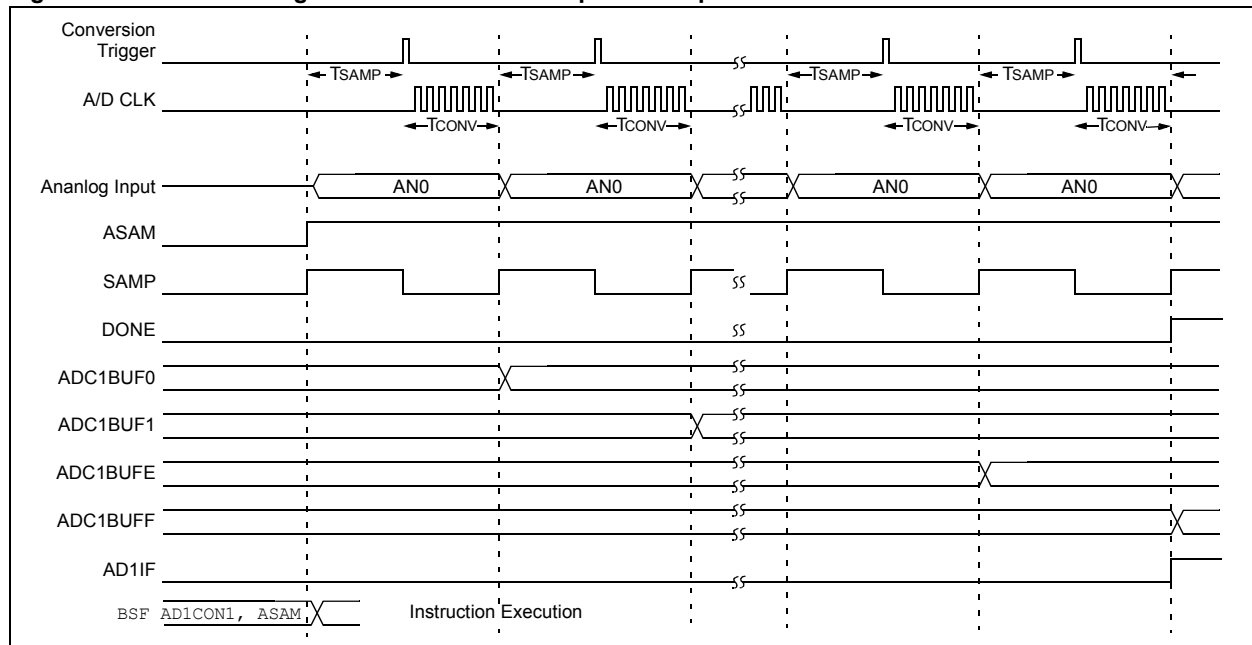 Conversion
Trigger
TSAMP TSAMP TSAMP TSAMP
A/D CLK
TCONV TCONV TCONV TCONV
Ananlog Input AN0 AN0 AN0 AN0
ASAM
SAMP
DONE
ADC1BUF0
ADC1BUF1
ADC1BUFE
ADC1BUFF
AD1IF
BSF AD1CON1, ASAM Instruction Execution